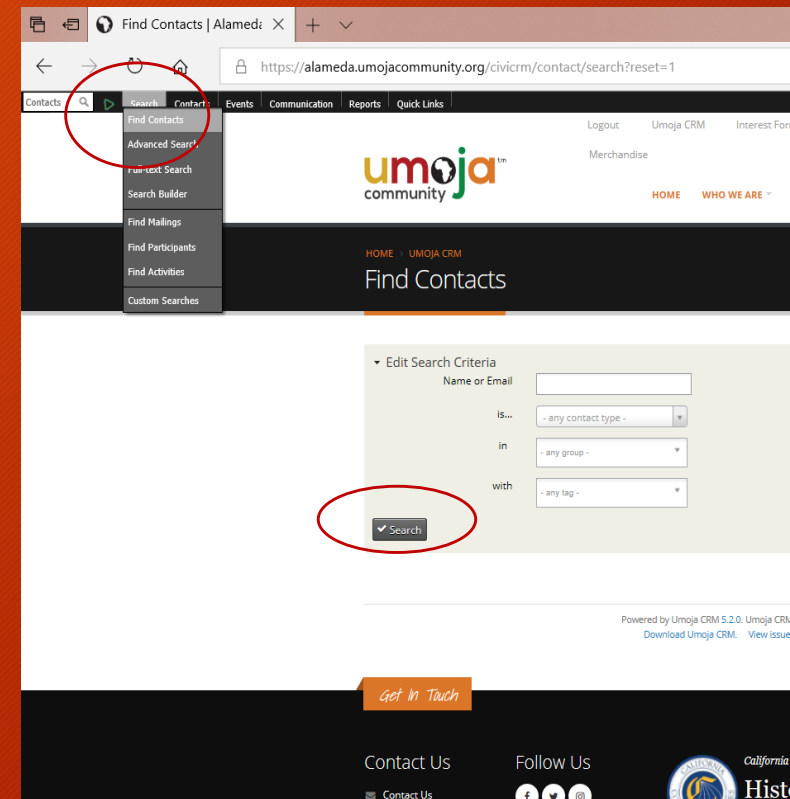 Find Contacts | Alameda
https://alameda.umojacommunity.org/civicrm/contact/search?reset=1
Contacts Search Contacts Events Communication Reports Quick Links
Find Contacts
Advanced Search
Full-text Search
Search Builder
Find Mailings
Find Participants
Find Activities
Custom Searches
Logout Umoja CRM Interest For
Merchandise
umoja™
community
HOME WHO WE ARE
HOME > UMOJA CRM
Find Contacts
Edit Search Criteria
Name or Email
is... - any contact type -
in - any group -
with - any tag -
Search
Powered by Umoja CRM 5.2.0. Umoja CRM
Download Umoja CRM. View issue
Get In Touch
Contact Us Follow Us
California
Contact Us
Histo
CALIFORNIA